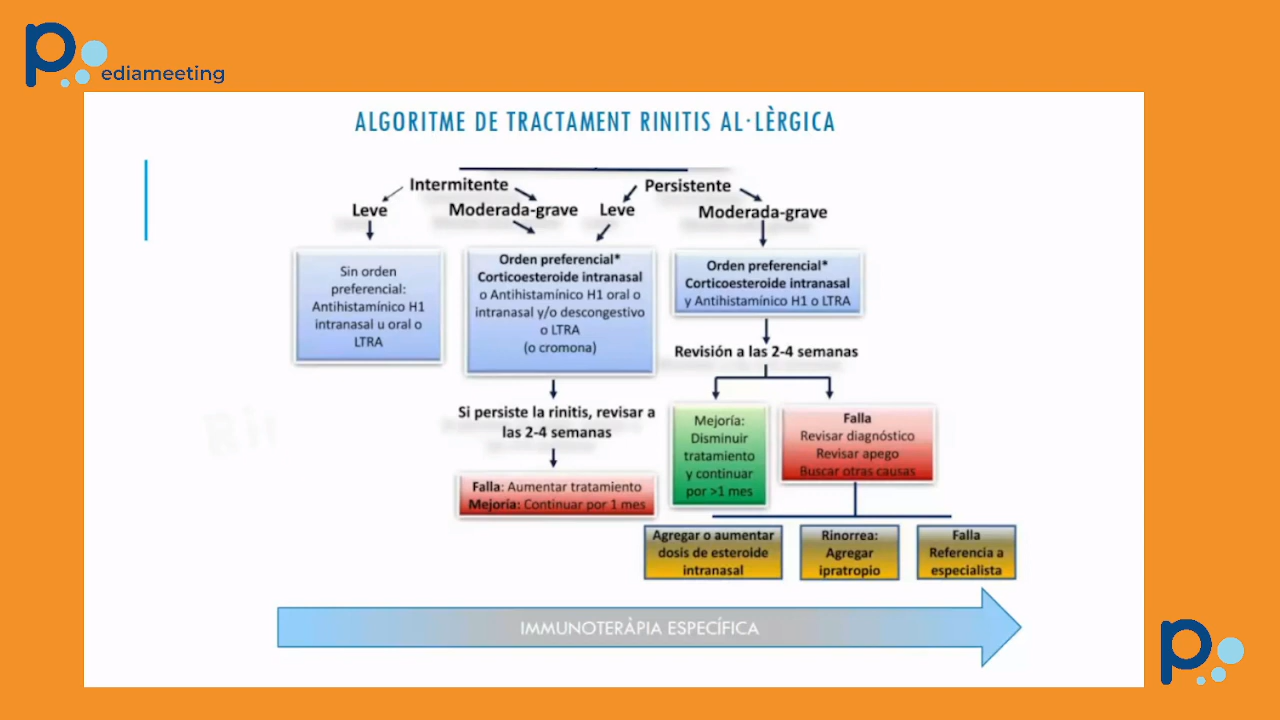 Pediameeting
ALGORITME DE TRACTAMENT RINITIS AL·LÈRGICA
Intermitente
Persistente
Leve
Moderada-grave
Leve
Moderada-grave
Sin orden
preferencial:
Antihistamínico H1
intranasal u oral o
LTRA
Orden preferencial*
Corticoesteroide intranasal
o Antihistamínico H1 oral o
intranasal y/o descongestivo
o LTRA
(o cromona)
Orden preferencial*
Corticoesteroide intranasal
y Antihistamínico H1 o LTRA
Revisión a las 2-4 semanas
Si persiste la rinitis, revisar a
las 2-4 semanas
Falla: Aumentar tratamiento
Mejoría: Continuar por 1 mes
Mejoría:
Disminuir
tratamiento
y continuar
por >1 mes
Falla
Revisar diagnóstico
Revisar apego
Buscar otras causas
Agregar o aumentar
dosis de esteroide
intranasal
Rinorrea:
Agregar
ipratropio
Falla
Referencia a
especialista
IMMUNOTERÀPIA ESPECÍFICA
P